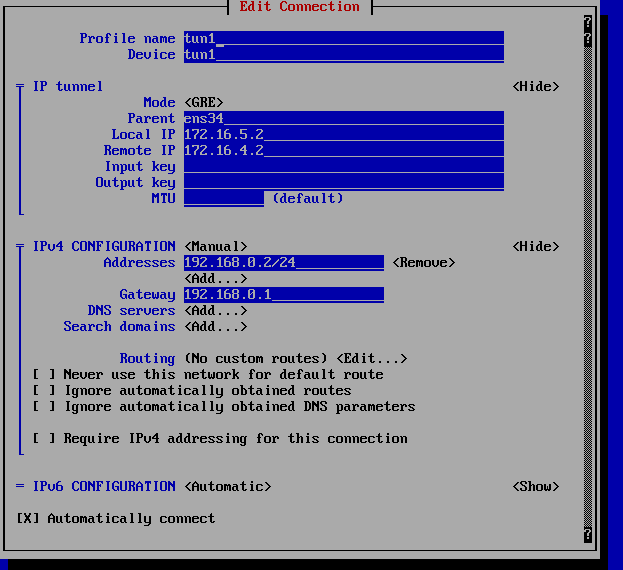 Edit Connection
Profile name tun1
Device tun1
IP tunnel <Hide>
Mode <GRE>
Parent ens34
Local IP 172.16.5.2
Remote IP 172.16.4.2
Input key
Output key
MTU (default)
IPv4 CONFIGURATION <Manual> <Hide>
Addresses 192.168.0.2/24 <Remove>
<Add...>
Gateway 192.168.0.1
DNS servers <Add...>
Search domains <Add...>
Routing (No custom routes) <Edit...>
[ ] Never use this network for default route
[ ] Ignore automatically obtained routes
[ ] Ignore automatically obtained DNS parameters
[ ] Require IPv4 addressing for this connection
= IPv6 CONFIGURATION <Automatic> <Show>
[X] Automatically connect